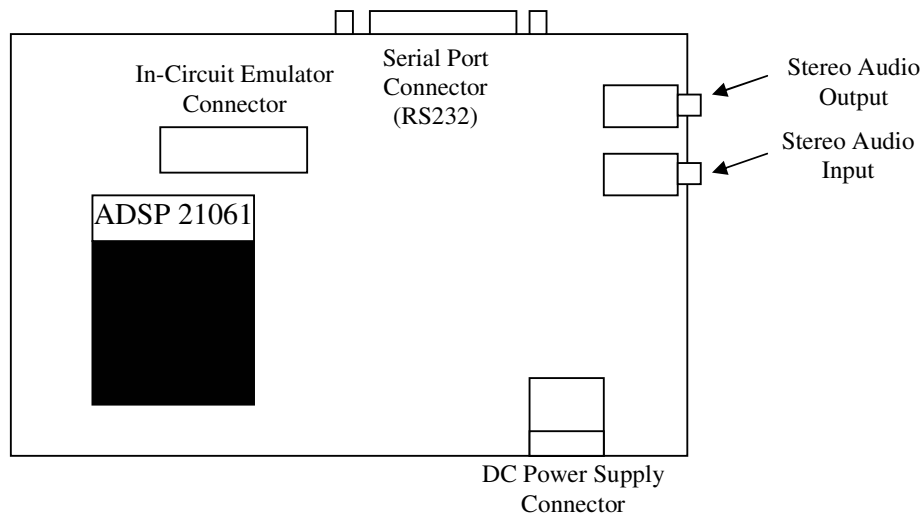 Serial Port
Connector
(RS232)
In-Circuit Emulator
Connector
Stereo Audio
Output
Stereo Audio
Input
ADSP 21061
DC Power Supply
Connector